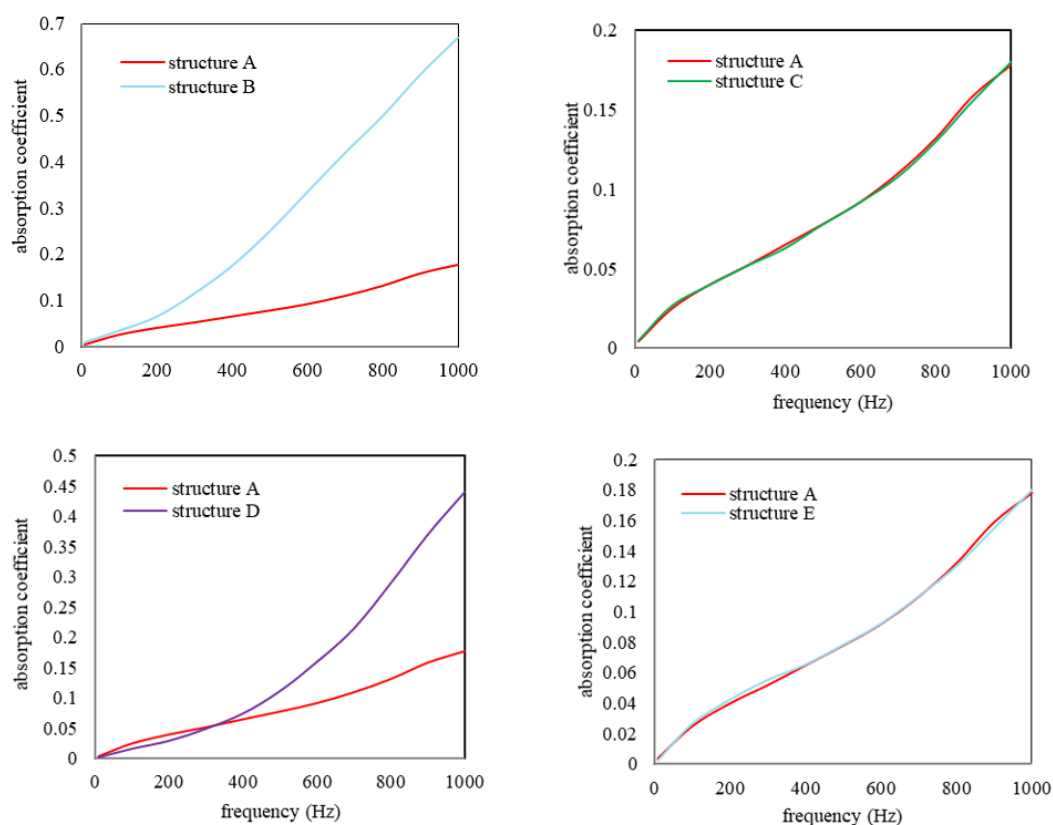 0.7
0.6
0.5
0.4
0.3
0.2
0.1
0
absorption coefficient
structure A
structure B
0 200 400 600 800 1000
0.2
0.15
0.1
0.05
0
absorption coefficient
structure A
structure C
0 200 400 600 800 1000
frequency (Hz)
0.5
0.45
0.4
0.35
0.3
0.25
0.2
0.15
0.1
0.05
0
absorption coefficient
structure A
structure D
0 200 400 600 800 1000
frequency (Hz)
0.2
0.18
0.16
0.14
0.12
0.1
0.08
0.06
0.04
0.02
0
absorption coefficient
structure A
structure E
0 200 400 600 800 1000
frequency (Hz)